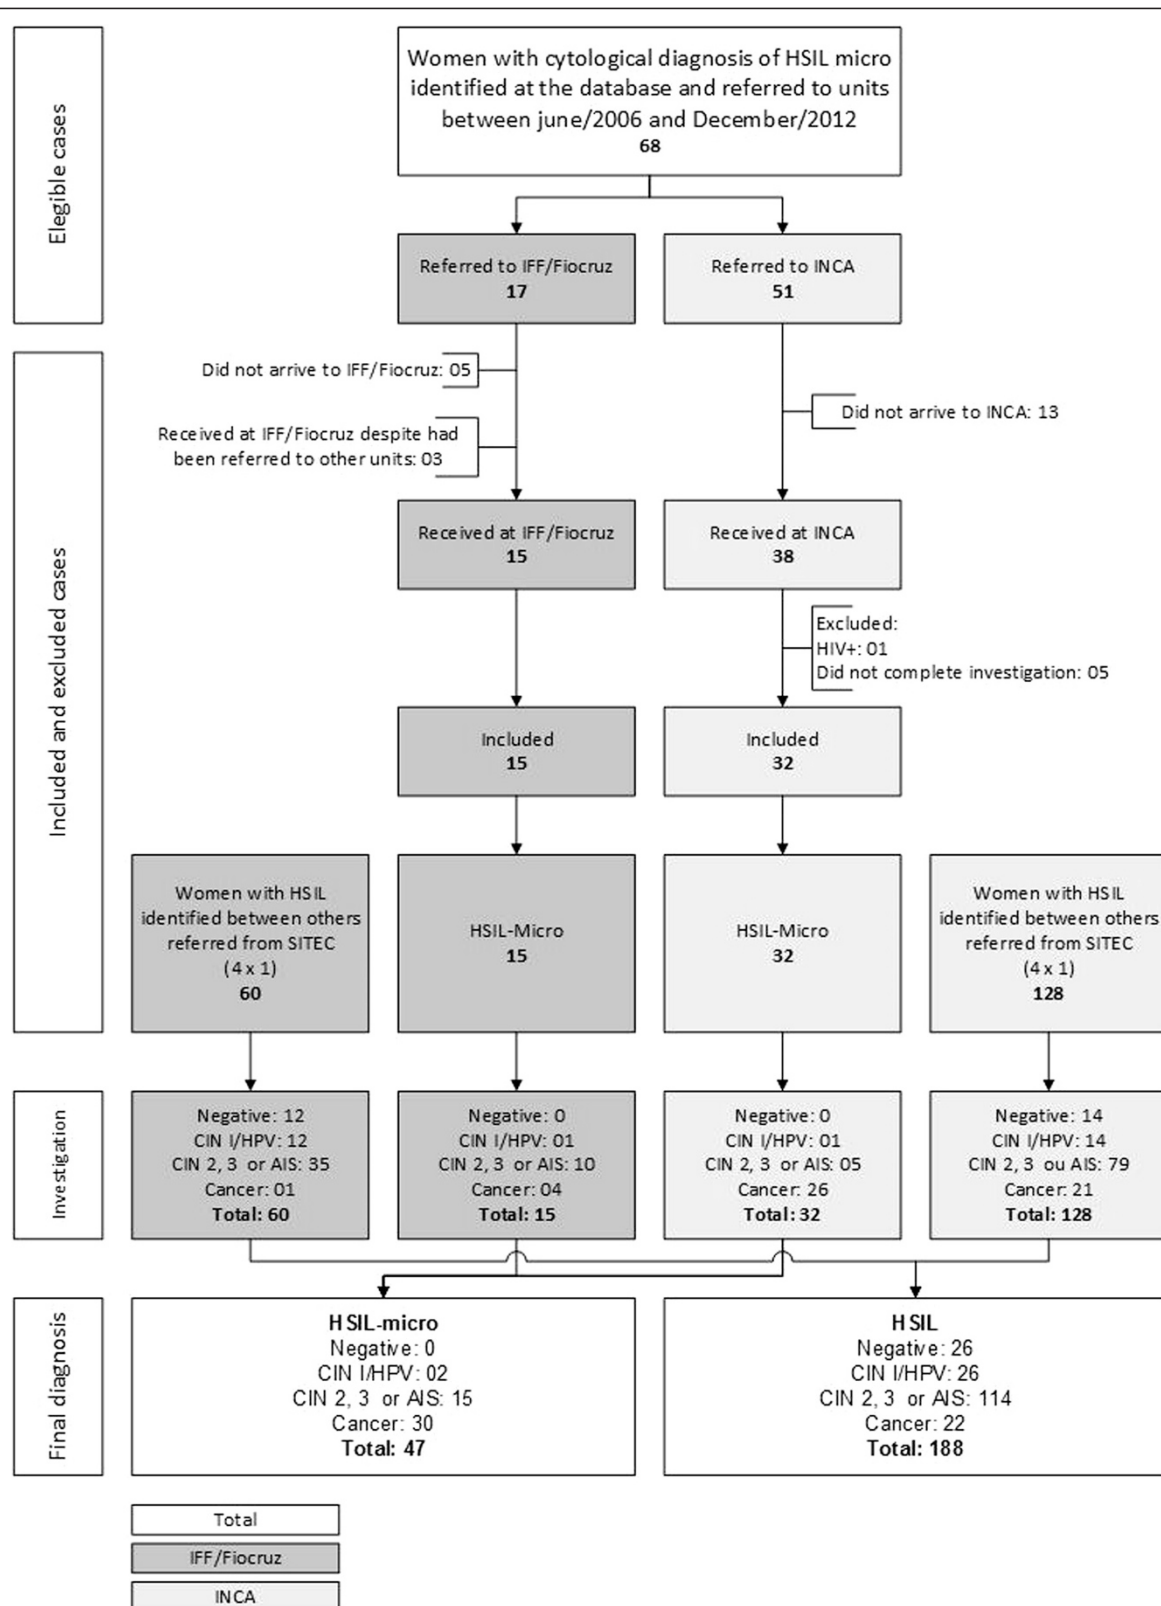 Elegible cases
Women with cytological diagnosis of HSIL micro
identified at the database and referred to units
between june/2006 and December/2012
68
Referred to IFF/Fiocruz
17
Referred to INCA
51
Included and excluded cases
Did not arrive to IFF/Fiocruz: 05
Did not arrive to INCA: 13
Received at IFF/Fiocruz despite had
been referred to other units: 03
Received at IFF/Fiocruz
15
Received at INCA
38
Excluded:
HIV+: 01
Did not complete investigation: 05
Included
15
Included
32
Women with HSIL
identified between others
referred from SITEC
(4 x 1)
60
HSIL-Micro
15
HSIL-Micro
32
Women with HSIL
identified between others
referred from SITEC
(4 x 1)
128
Investigation
Negative: 12
CIN I/HPV: 12
CIN 2, 3 or AIS: 35
Cancer: 01
Total: 60
Negative: 0
CIN I/HPV: 01
CIN 2, 3 or AIS: 10
Cancer: 04
Total: 15
Negative: 0
CIN I/HPV: 01
CIN 2, 3 or AIS: 05
Cancer: 26
Total: 32
Negative: 14
CIN I/HPV: 14
CIN 2, 3 ou AIS: 79
Cancer: 21
Total: 128
Final diagnosis
HSIL-micro
Negative: 0
CIN I/HPV: 02
CIN 2, 3 or AIS: 15
Cancer: 30
Total: 47
HSIL
Negative: 26
CIN I/HPV: 26
CIN 2, 3 or AIS: 114
Cancer: 22
Total: 188
Total
IFF/Fiocruz
INCA